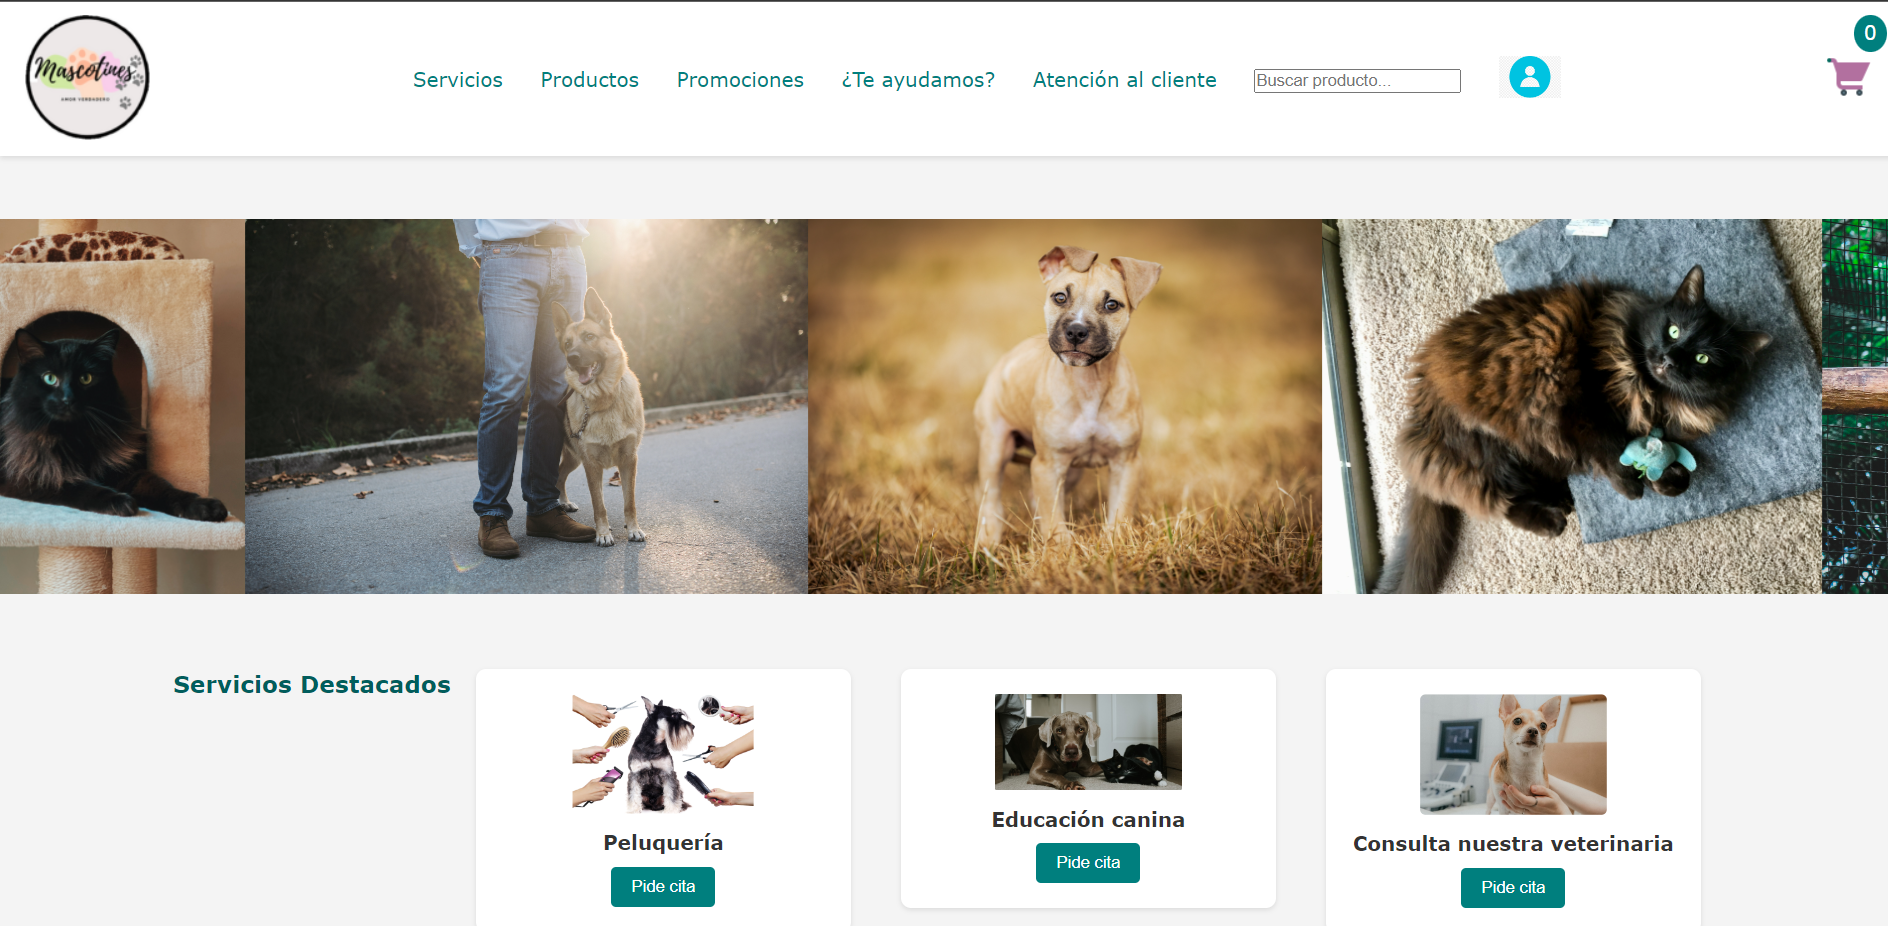 Mascotines
AMOR VERDADERO
Servicios
Productos
Promociones
¿Te ayudamos?
Atención al cliente
Buscar producto...
0
Servicios Destacados
Peluquería
Pide cita
Educación canina
Pide cita
Consulta nuestra veterinaria
Pide cita